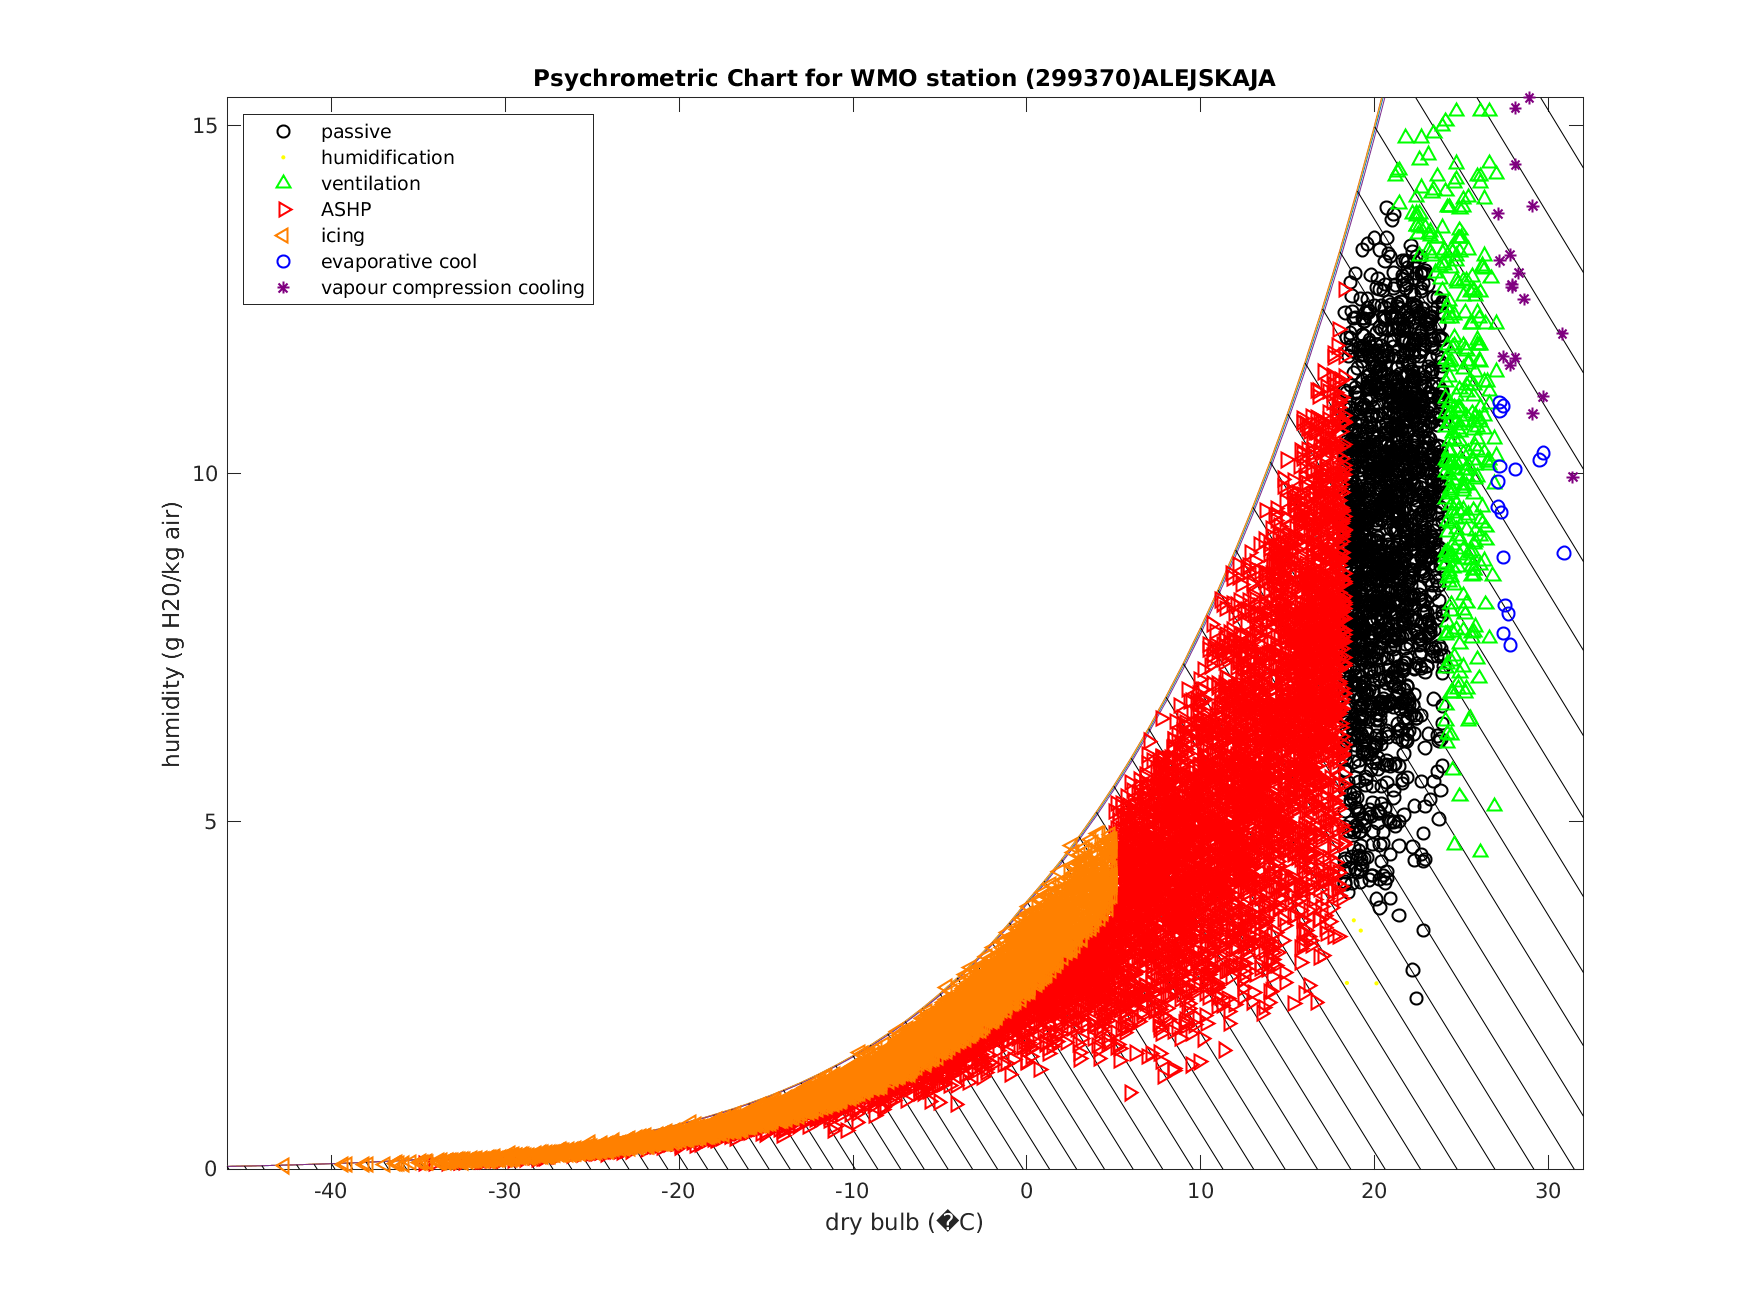 Psychrometric Chart for WMO station (299370)ALEJSKAJA
passive
humidification
ventilation
ASHP
icing
evaporative cool
vapour compression cooling
humidity (g H20/kg air)
15
10
5
0
-40 -30 -20 -10 0 10 20 30
dry bulb (�C)